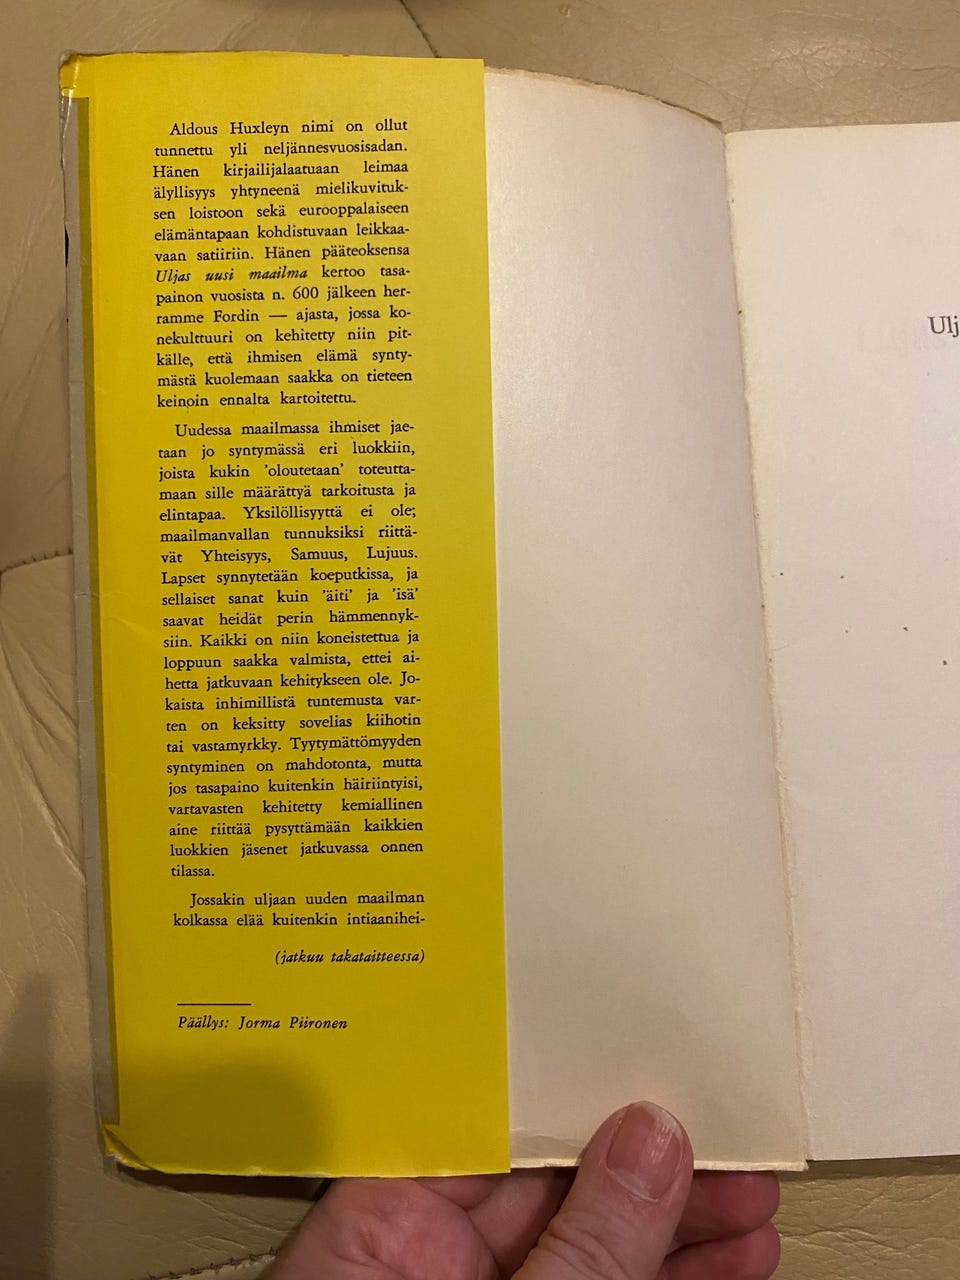 Aldous Huxleyn nimi on ollut
tunnettu yli neljännesvuosisadan.
Hänen kirjailijalaatuaan leimaa
älyllisyys yhtyneenä mielikuvituk-
sen loistoon sekä eurooppalaiseen
elämäntapaan kohdistuvaan leikkaa-
vaan satiiriin. Hänen pääteoksensa
Uljas uusi maailma kertoo tasa-
painon vuosista n. 600 jälkeen her-
ramme Fordin — ajasta, jossa ko-
nekulttuuri on kehitetty niin pit-
källe, että ihmisen elämä synty-
mästä kuolemaan saakka on tieteen
keinoin ennalta kartoitettu.
Uudessa maailmassa ihmiset jae-
taan jo syntymässä eri luokkiin,
joista kukin 'oloutetaan' toteutta-
maan sille määrättyä tarkoitusta ja
elintapaa. Yksilöllisyyttä ei ole;
maailmanvallan tunnuksiksi riittä-
vät Yhteisyys, Samuus, Lujuus.
Lapset synnytetään koeputkissa, ja
sellaiset sanat kuin 'äiti' ja 'isä'
saavat heidät perin hämmennyk-
siin. Kaikki on niin koneistettua ja
loppuun saakka valmista, ettei ai-
hetta jatkuvaan kehitykseen ole. Jo-
kaista inhimillistä tuntemusta var-
ten on keksitty sovelias kiihotin
tai vastamyrkky. Tyytymättömyyden
syntyminen on mahdotonta, mutta
jos tasapaino kuitenkin häiriintyisi,
vartavasten kehitetty kemiallinen
aine riittää pysyttämään kaikkien
luokkien jäsenet jatkuvassa onnen
tilassa.
Jossakin uljaan uuden maailman
kolkassa elää kuitenkin intiaanihei-
(jatkuu takataitteessa)
Päällys: Jorma Piironen
Ulj